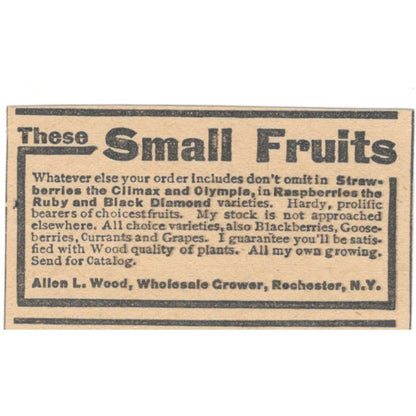 These Small Fruits
Whatever else your order includes don't omit in Straw-
berries the Climax and Olympia, in Raspberries the
Ruby and Black Diamond varieties. Hardy, prolific
bearers of choicest fruits. My stock is not approached
elsewhere. All choice varieties, also Blackberries, Goose-
berries, Currants and Grapes. I guarantee you'll be satis-
fied with Wood quality of plants. All my own growing.
Send for Catalog.
Allen L. Wood, Wholesale Grower, Rochester, N.Y.